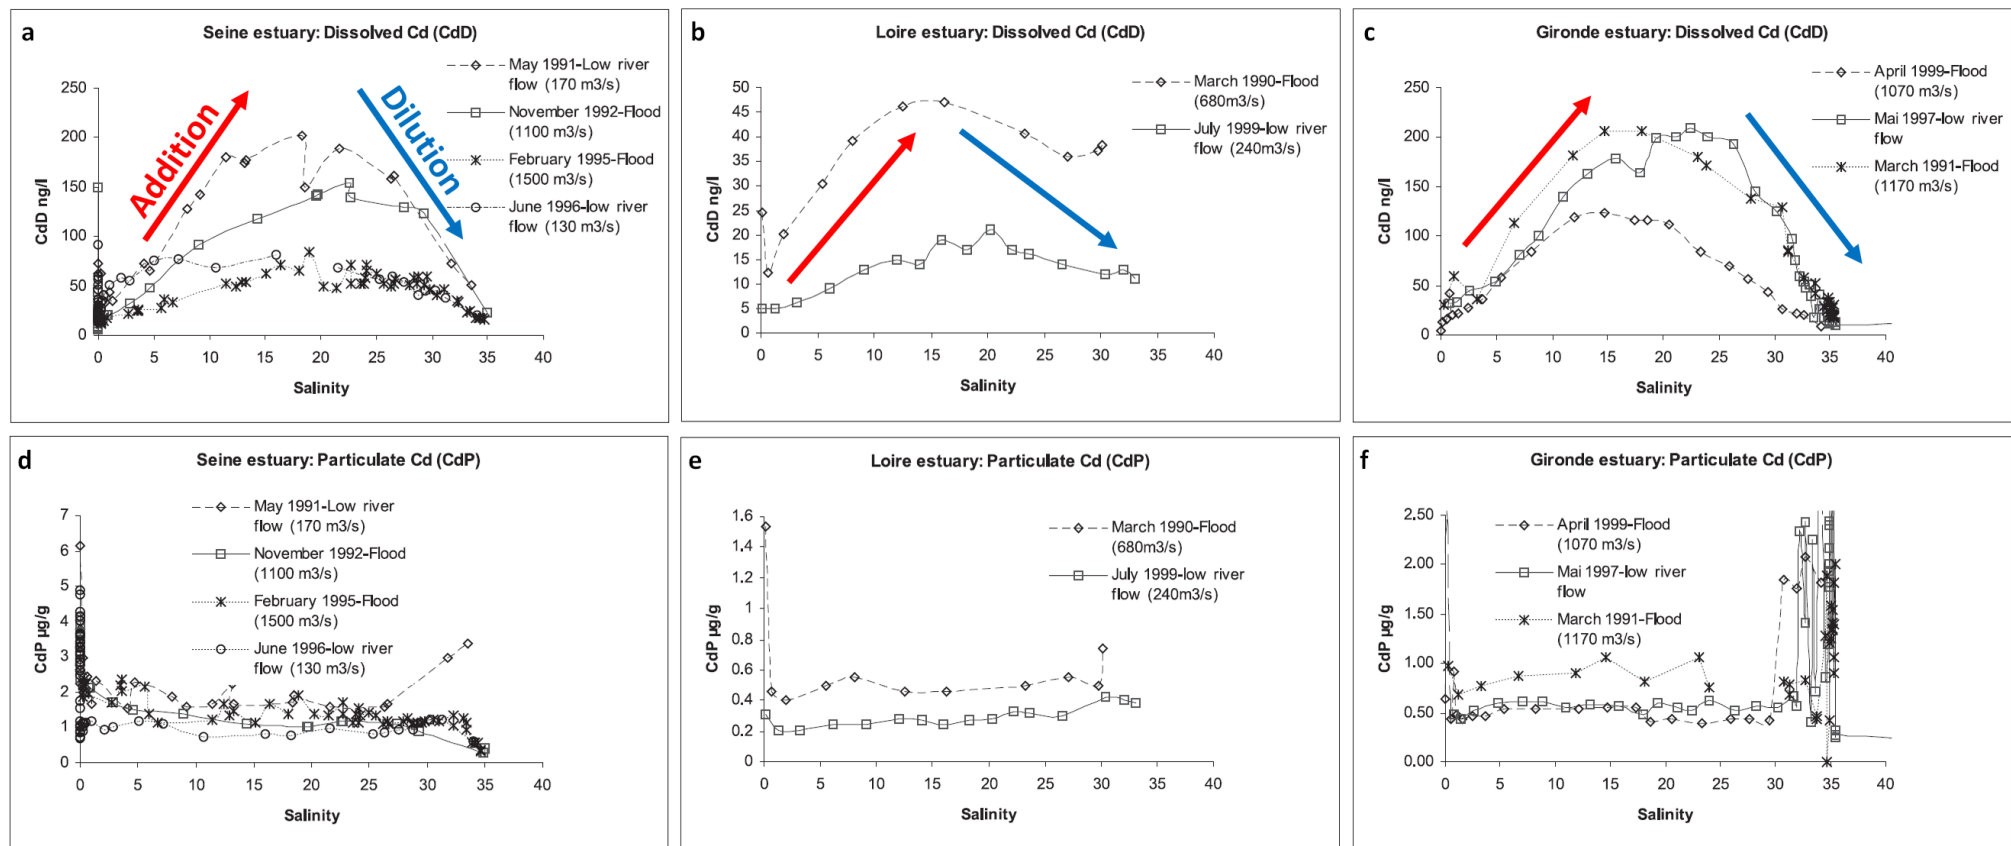 a
Seine estuary: Dissolved Cd (CdD)
May 1991-Low river
flow (170 m3/s)
November 1992-Flood
(1100 m3/s)
February 1995-Flood
(1500 m3/s)
June 1996-low river
flow (130 m3/s)
Addition
Dilution
CdD ng/l
250
200
150
100
50
0
0 5 10 15 20 25 30 35 40
Salinity
b
Loire estuary: Dissolved Cd (CdD)
March 1990-Flood
(680m3/s)
July 1999-low river
flow (240m3/s)
CdD ng/l
50
45
40
35
30
25
20
15
10
5
0
0 5 10 15 20 25 30 35 40
Salinity
c
Gironde estuary: Dissolved Cd (CdD)
April 1999-Flood
(1070 m3/s)
Mai 1997-low river
flow
March 1991-Flood
(1170 m3/s)
CdD ng/l
250
200
150
100
50
0
0 5 10 15 20 25 30 35 40
Salinity
d
Seine estuary: Particulate Cd (CdP)
May 1991-Low river
flow (170 m3/s)
November 1992-Flood
(1100 m3/s)
February 1995-Flood
(1500 m3/s)
June 1996-low river
flow (130 m3/s)
CdP µg/g
7
6
5
4
3
2
1
0
0 5 10 15 20 25 30 35 40
Salinity
e
Loire estuary: Particulate Cd (CdP)
March 1990-Flood
(680m3/s)
July 1999-low river
flow (240m3/s)
CdP µg/g
1.6
1.4
1.2
1
0.8
0.6
0.4
0.2
0
0 5 10 15 20 25 30 35 40
Salinity
f
Gironde estuary: Particulate Cd (CdP)
April 1999-Flood
(1070 m3/s)
Mai 1997-low river
flow
March 1991-Flood
(1170 m3/s)
CdP µg/g
2.50
2.00
1.50
1.00
0.50
0.00
0 5 10 15 20 25 30 35 40
Salinity